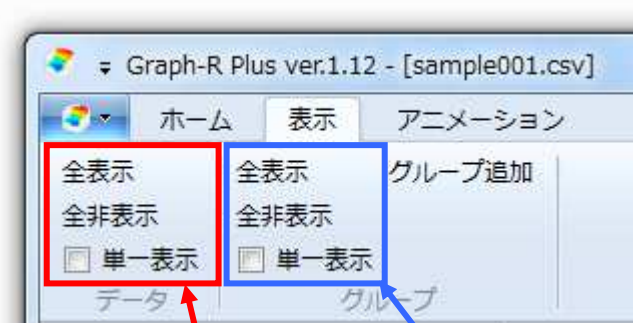 Graph-R Plus ver.1.12 - [sample001.csv]
ホーム 表示 アニメーション
全表示 全表示 グループ追加
全非表示 全非表示
単一表示 単一表示
データ グループ